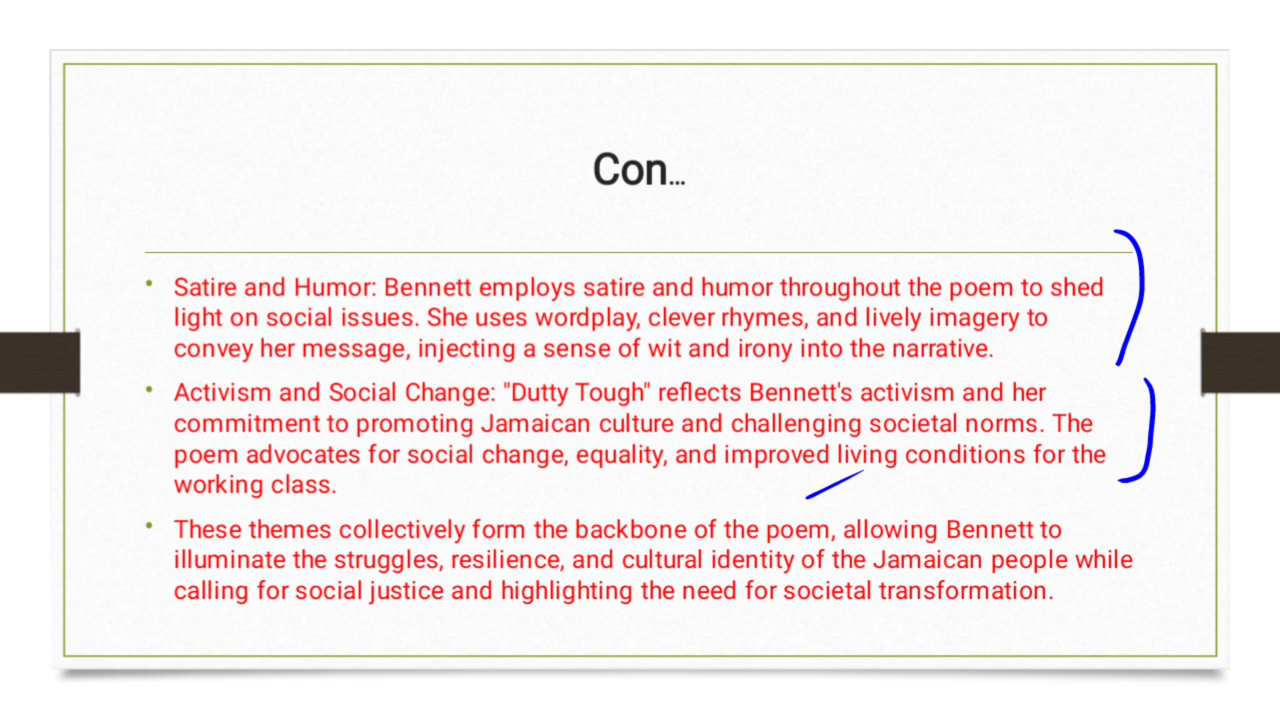 Con...
• Satire and Humor: Bennett employs satire and humor throughout the poem to shed
light on social issues. She uses wordplay, clever rhymes, and lively imagery to
convey her message, injecting a sense of wit and irony into the narrative.
• Activism and Social Change: "Dutty Tough" reflects Bennett's activism and her
commitment to promoting Jamaican culture and challenging societal norms. The
poem advocates for social change, equality, and improved living conditions for the
working class.
• These themes collectively form the backbone of the poem, allowing Bennett to
illuminate the struggles, resilience, and cultural identity of the Jamaican people while
calling for social justice and highlighting the need for societal transformation.